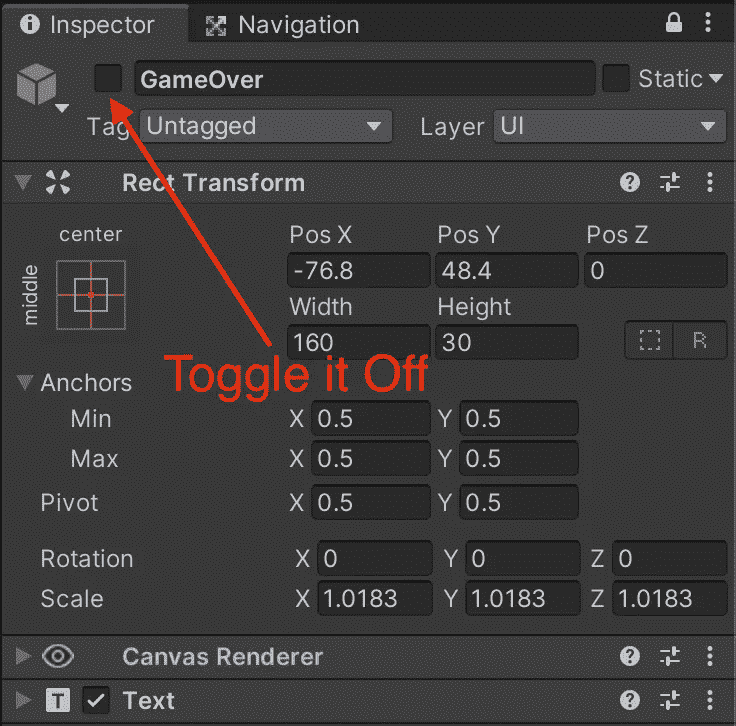 Inspector Navigation
GameOver Static
Tag Untagged Layer UI
Rect Transform
center Pos X Pos Y Pos Z
middle -76.8 48.4 0
Width Height
160 30 R
Toggle it Off
Anchors
Min X 0.5 Y 0.5
Max X 0.5 Y 0.5
Pivot X 0.5 Y 0.5
Rotation X 0 Y 0 Z 0
Scale X 1.0183 Y 1.0183 Z 1.0183
Canvas Renderer
T Text